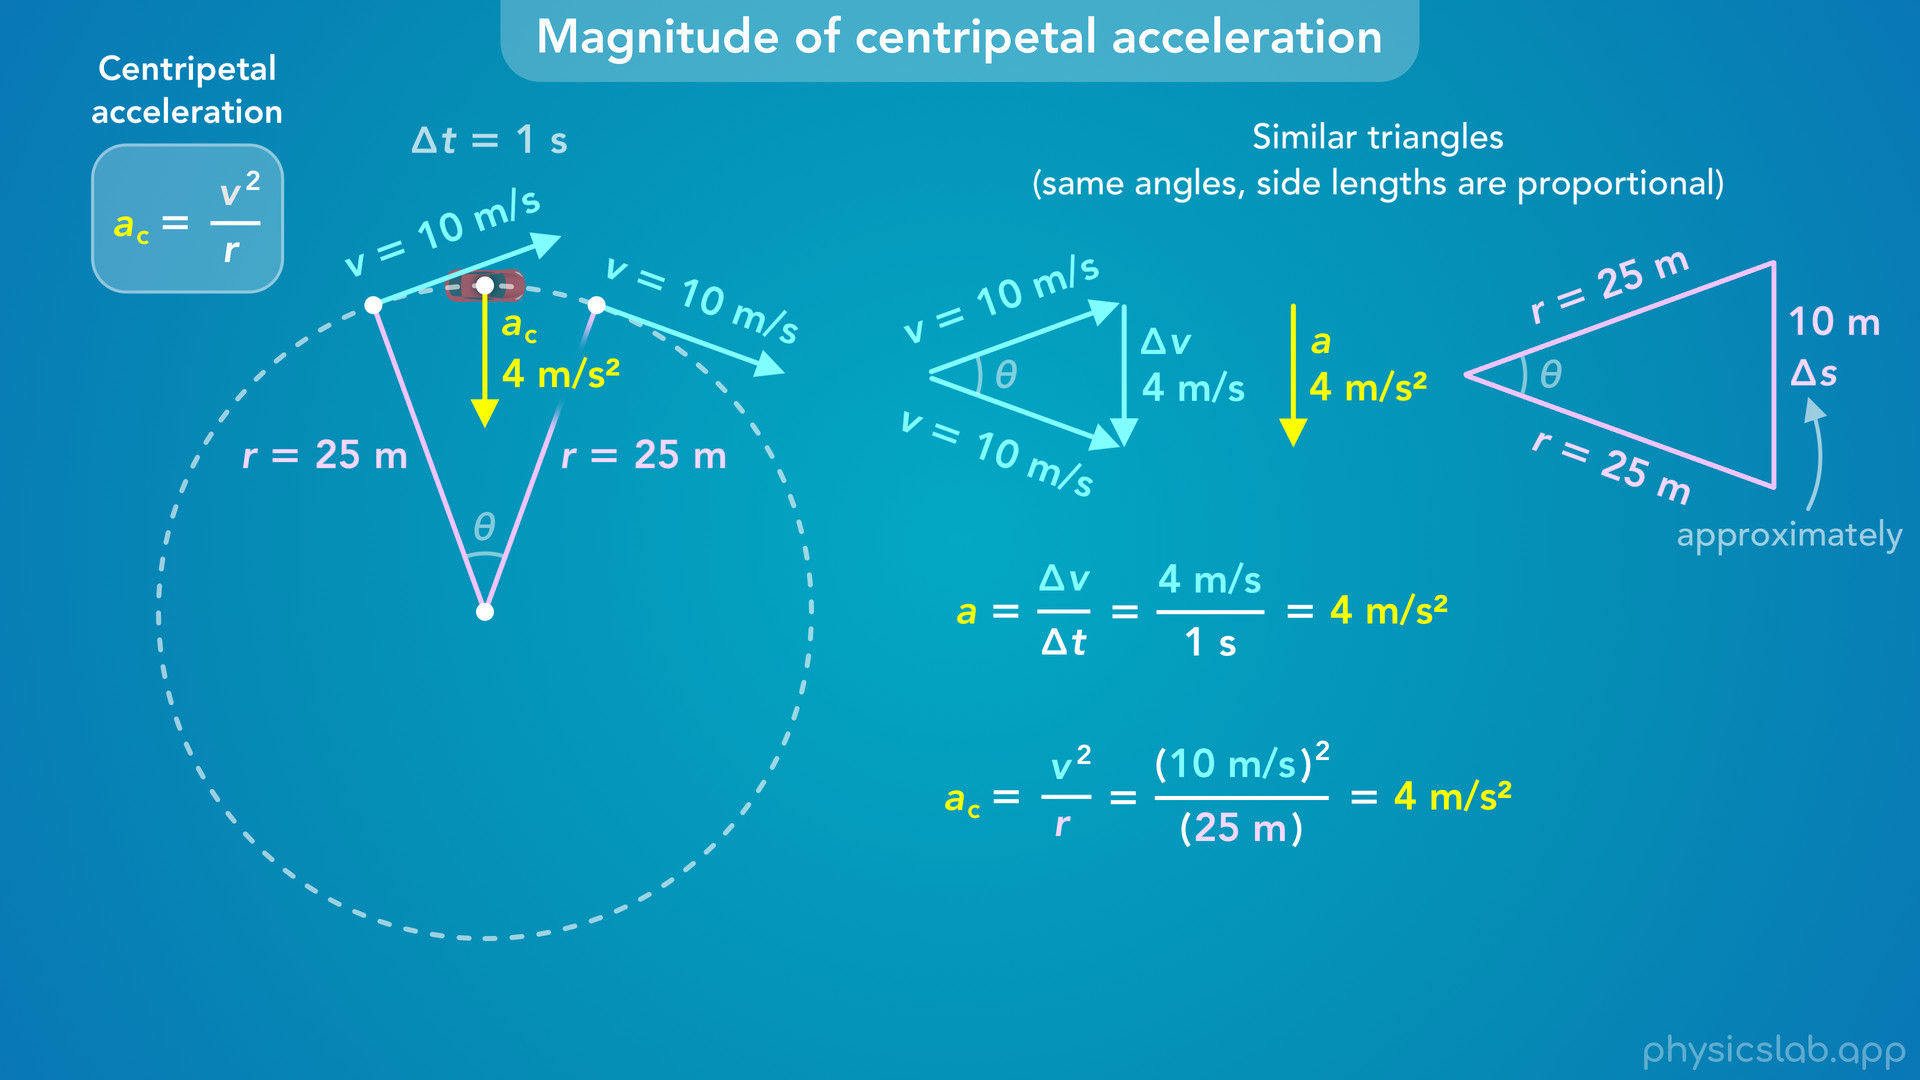 Magnitude of centripetal acceleration
Centripetal
acceleration
a_c = v² / r
Δt = 1 s
v = 10 m/s
v = 10 m/s
a_c
4 m/s²
r = 25 m
r = 25 m
θ
Similar triangles
(same angles, side lengths are proportional)
v = 10 m/s
θ
v = 10 m/s
Δv
4 m/s
a
4 m/s²
r = 25 m
θ
r = 25 m
10 m
Δs
approximately
a = Δv / Δt = 4 m/s / 1 s = 4 m/s²
a_c = v² / r = (10 m/s)² / (25 m) = 4 m/s²
physicslab.app